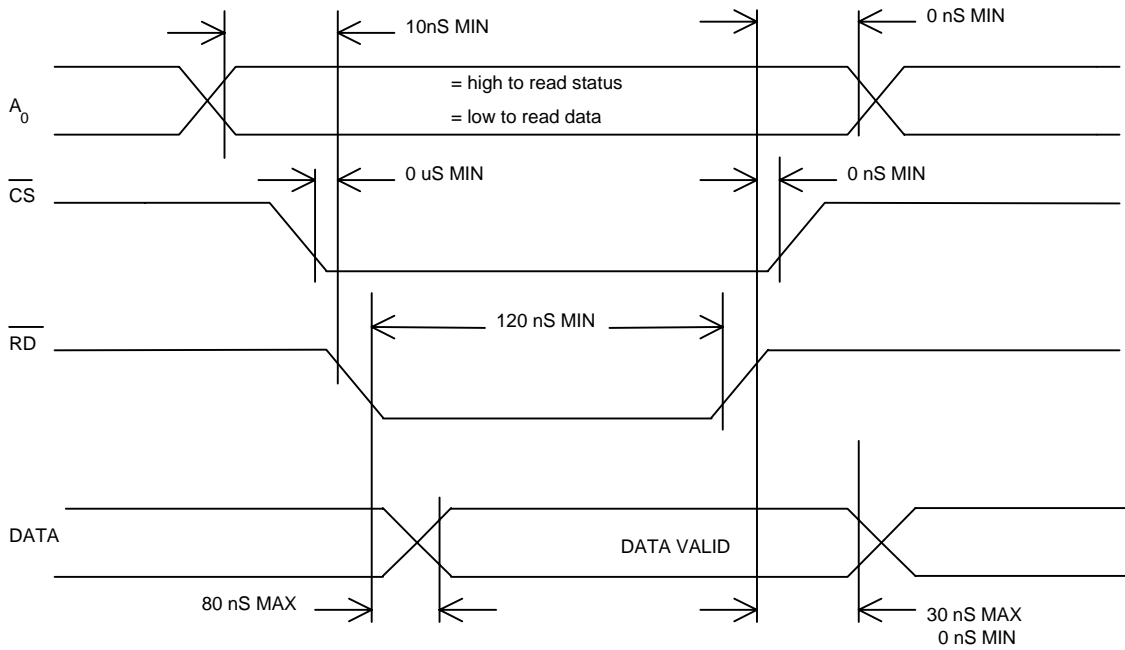 10nS MIN
0 nS MIN
A0
= high to read status
= low to read data
CS
0 uS MIN
0 nS MIN
RD
120 nS MIN
DATA
DATA VALID
80 nS MAX
30 nS MAX
0 nS MIN